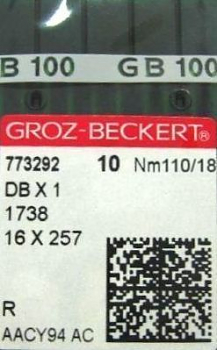 B 100 GB 100
GROZ-BECKERT®
773292 10 Nm110/18
DB X 1
1738
16 X 257
R
AACY94 AC